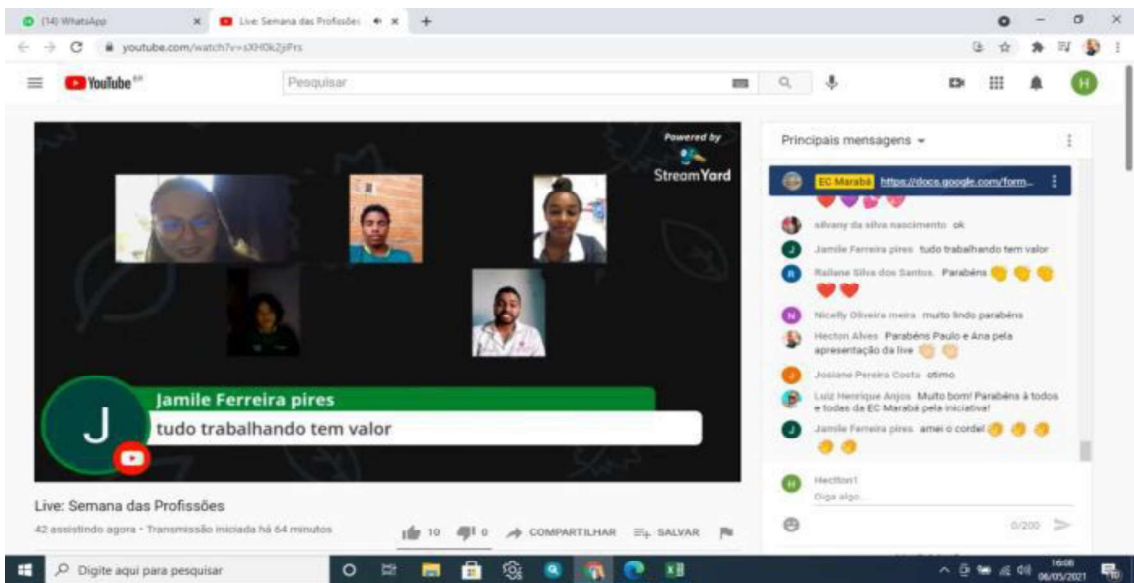 (14) WhatsApp
Live: Semana das Profissões
youtube.com/watch?v=
YouTube BR
Pesquisar
Powered by
StreamYard
Jamile Ferreira pires
tudo trabalhando tem valor
Live: Semana das Profissões
42 assistindo agora • Transmissão iniciada há 64 minutos
10
0
COMPARTILHAR
SALVAR
Principais mensagens
EC Marabá https://docs.google.com/form...
silvany da silva nascimento ok
Jamile Ferreira pires tudo trabalhando tem valor
Railane Silva dos Santos. Parabéns
Nicelly Oliveira meira muito lindo parabéns
Hecton Alves Parabéns Paulo e Ana pela
apresentação da live
Josiane Pereira Costa otimo
Luiz Henrique Anjos Muito bom! Parabéns à todos
e todas da EC Marabá pela iniciativa!
Jamile Ferreira pires amei o cordel
Hectton1
Diga algo...
0/200
H
J
Digite aqui para pesquisar
16:08
06/05/2021